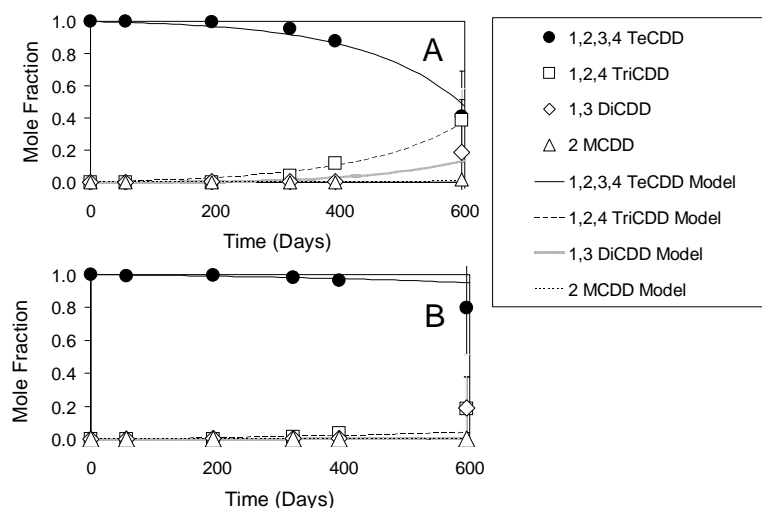 A
1.0
0.8
0.6
0.4
0.2
0.0
Mole Fraction
0
200
400
600
Time (Days)
B
1.0
0.8
0.6
0.4
0.2
0.0
Mole Fraction
0
200
400
600
Time (Days)
1,2,3,4 TeCDD
1,2,4 TriCDD
1,3 DiCDD
2 MCDD
1,2,3,4 TeCDD Model
1,2,4 TriCDD Model
1,3 DiCDD Model
2 MCDD Model